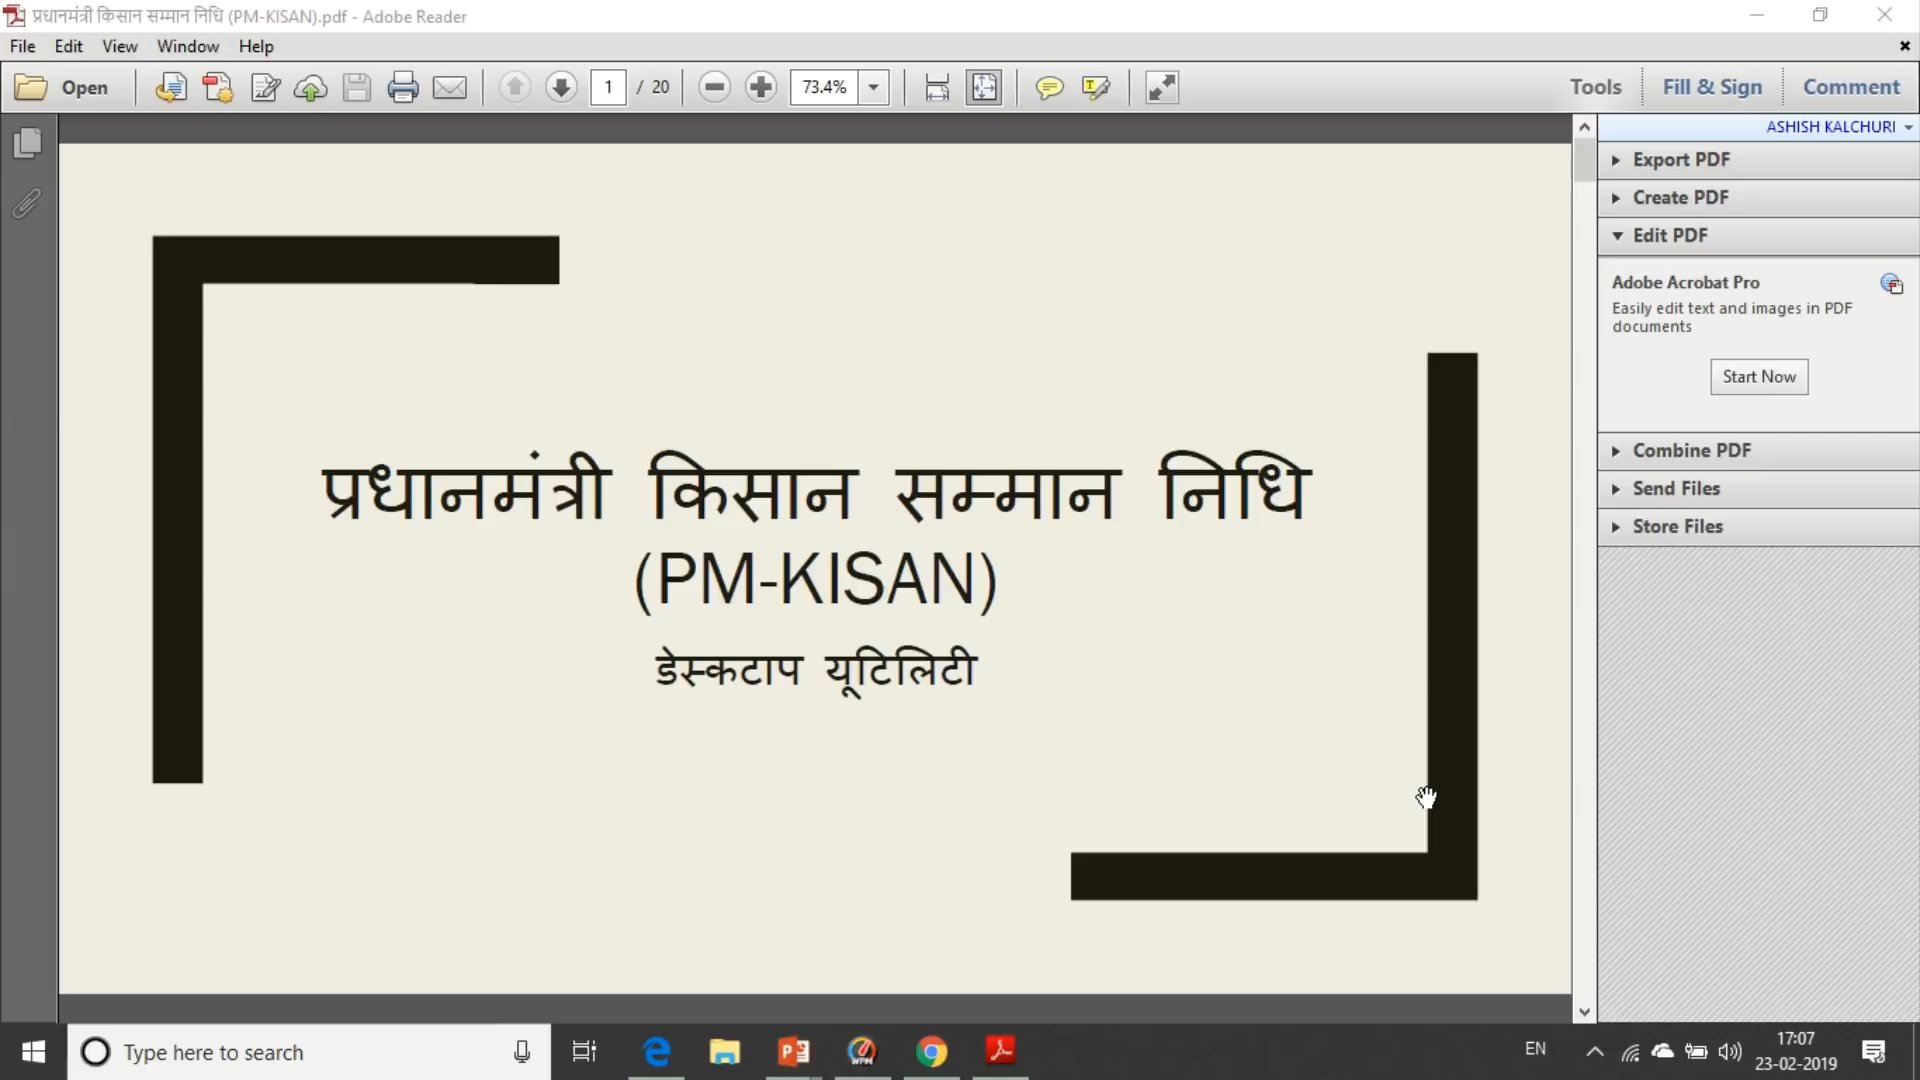 प्रधानमंत्री किसान सम्मान निधि (PM-KISAN).pdf - Adobe Reader
File Edit View Window Help
Open 1 / 20 73.4% Tools Fill & Sign Comment
ASHISH KALCHURI
Export PDF
Create PDF
Edit PDF
Adobe Acrobat Pro
Easily edit text and images in PDF
documents
Start Now
Combine PDF
Send Files
Store Files
प्रधानमंत्री किसान सम्मान निधि
(PM-KISAN)
डेस्कटाप यूटिलिटी
Type here to search
EN
17:07
23-02-2019